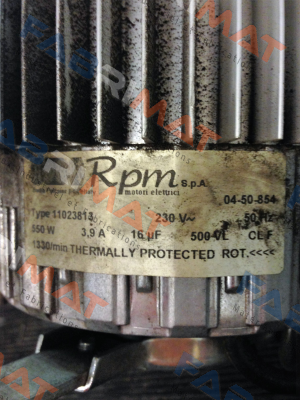 Rpm S.p.A.
motori elettrici
04-50-854
Type 11023813 230 V~ 50 Hz
550 W 3,9 A 16 µF 500 VL CL F
1330/min THERMALLY PROTECTED ROT.<<<<
FABRIMAT